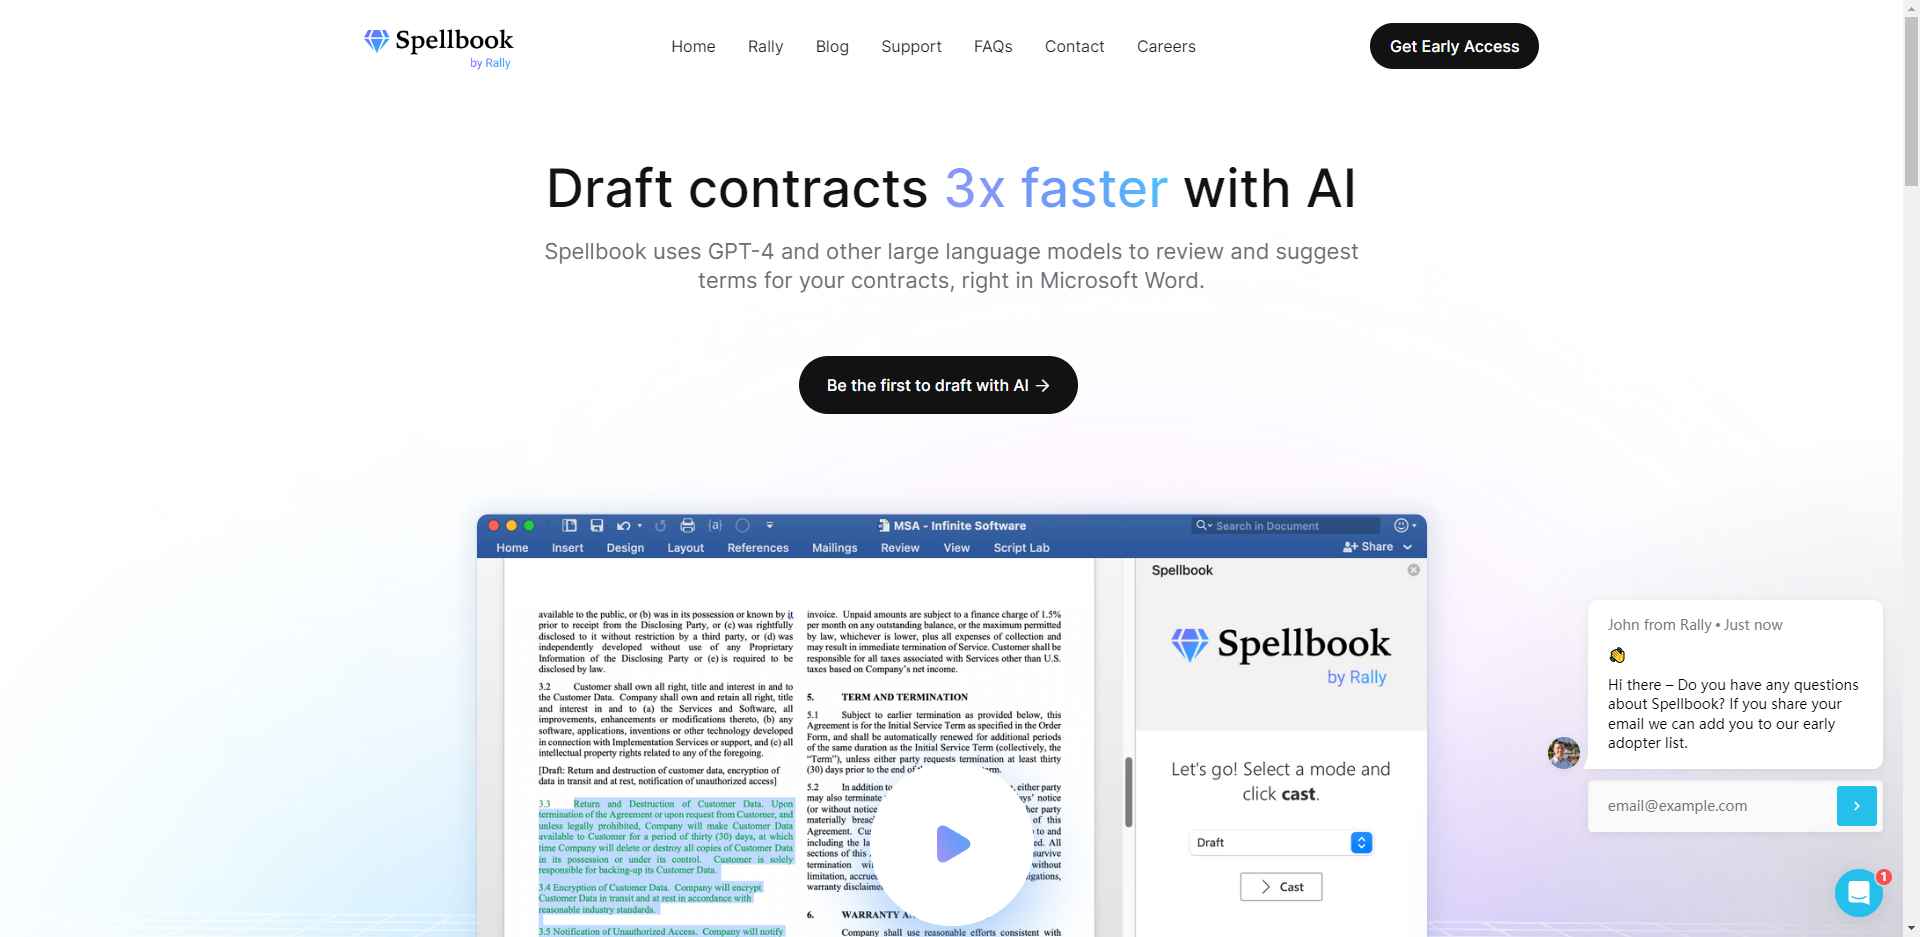 Spellbook
by Rally
Home
Rally
Blog
Support
FAQs
Contact
Careers
Get Early Access
Draft contracts 3x faster with AI
Spellbook uses GPT-4 and other large language models to review and suggest
terms for your contracts, right in Microsoft Word.
Be the first to draft with AI →
MSA - Infinite Software
Search in Document
Home
Insert
Design
Layout
References
Mailings
Review
View
Script Lab
Share
available to the public, or (b) was in its possession or known by it
prior to receipt from the Disclosing Party, or (c) was rightfully
disclosed to it without restriction by a third party, or (d) was
independently developed without use of any Proprietary
Information of the Disclosing Party or (e) is required to be
disclosed by law.
3.2 Customer shall own all right, title and interest in and to
the Customer Data. Company shall own and retain all right, title
and interest in and to (a) the Services and Software, all
improvements, enhancements or modifications thereto, (b) any
software, applications, inventions or other technology developed
in connection with Implementation Services or support, and (c) all
intellectual property rights related to any of the foregoing.
[Draft: Return and destruction of customer data, encryption of
data in transit and at rest, notification of unauthorized access]
3.3 Return and Destruction of Customer Data. Upon
termination of the Agreement or upon request from Customer, and
unless legally prohibited, Company will make Customer Data
available to Customer for a period of thirty (30) days, at which
time Company will delete or destroy all copies of Customer Data
in its possession or under its control. Customer is solely
responsible for backing-up its Customer Data.
3.4 Encryption of Customer Data. Company will encrypt
Customer Data in transit and at rest in accordance with
reasonable industry standards.
3.5 Notification of Unauthorized Access. Company will notify
invoice. Unpaid amounts are subject to a finance charge of 1.5%
per month on any outstanding balance, or the maximum permitted
by law, whichever is lower, plus all expenses of collection and
may result in immediate termination of Service. Customer shall be
responsible for all taxes associated with Services other than U.S.
taxes based on Company's net income.
5. TERM AND TERMINATION
5.1 Subject to earlier termination as provided below, this
Agreement is for the Initial Service Term as specified in the Order
Form, and shall be automatically renewed for additional periods
of the same duration as the Initial Service Term (collectively, the
"Term"), unless either party requests termination at least thirty
(30) days prior to the end of
5.2 In addition to either party
may also terminate notice
(or without notice party
materially of this
Agreement. to and
including the All
sections of this survive
termination without
limitation,
warranty
6. WARRANTY
Company shall use reasonable efforts consistent with
Spellbook
Spellbook
by Rally
Let's go! Select a mode and
click cast.
Draft
Cast
John from Rally • Just now
👋
Hi there – Do you have any questions
about Spellbook? If you share your
email we can add you to our early
adopter list.
email@example.com
1